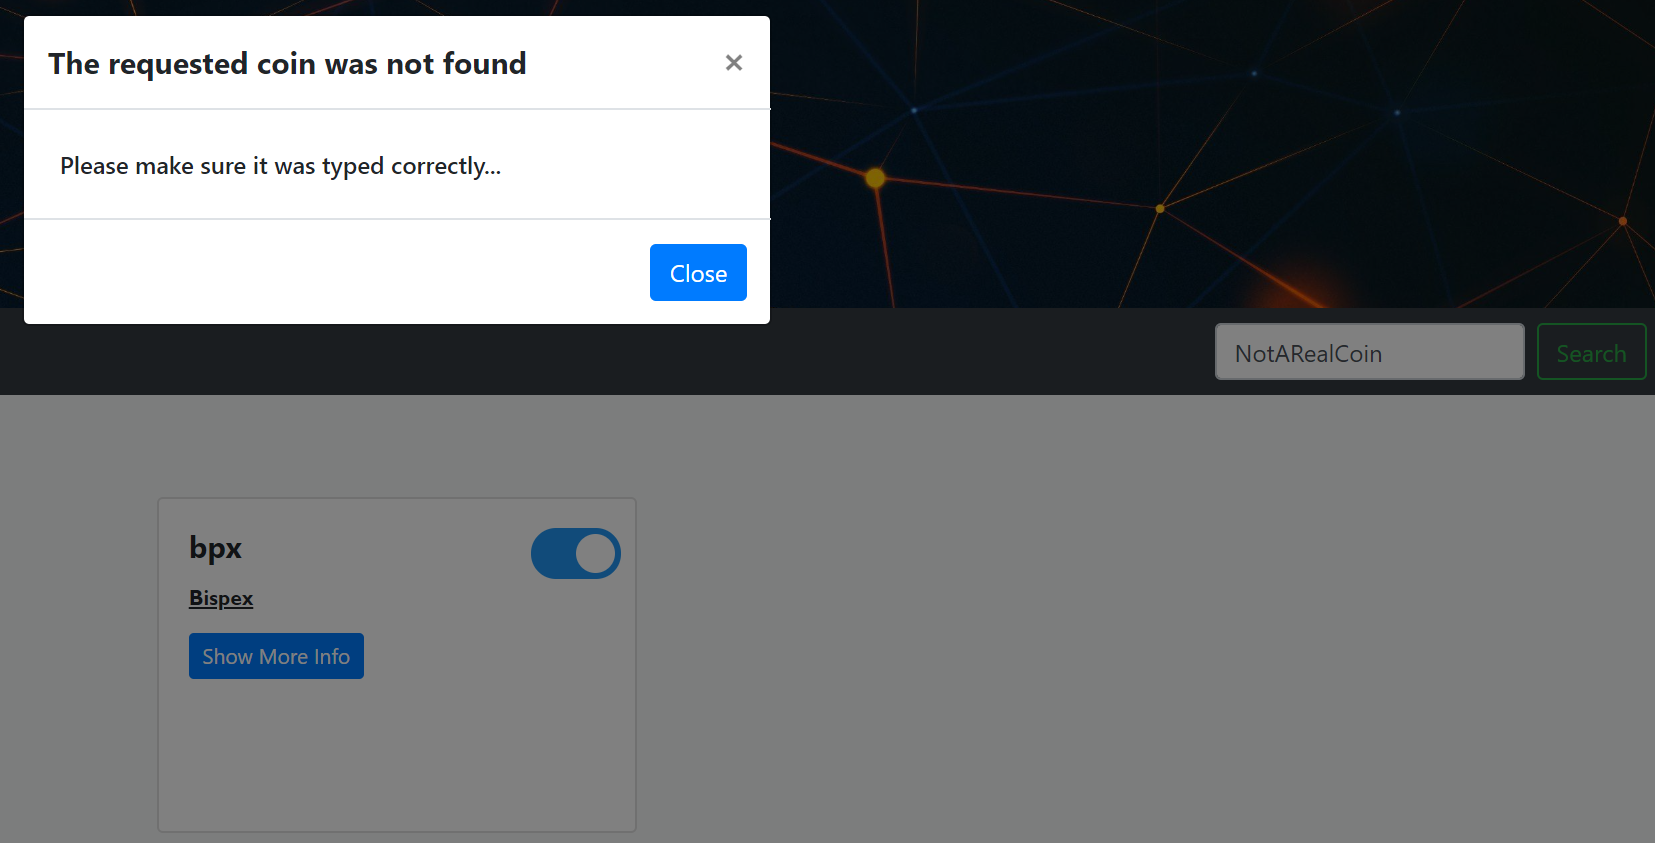 The requested coin was not found
×
Please make sure it was typed correctly...
Close
NotARealCoin
Search
bpx
Bispex
Show More Info